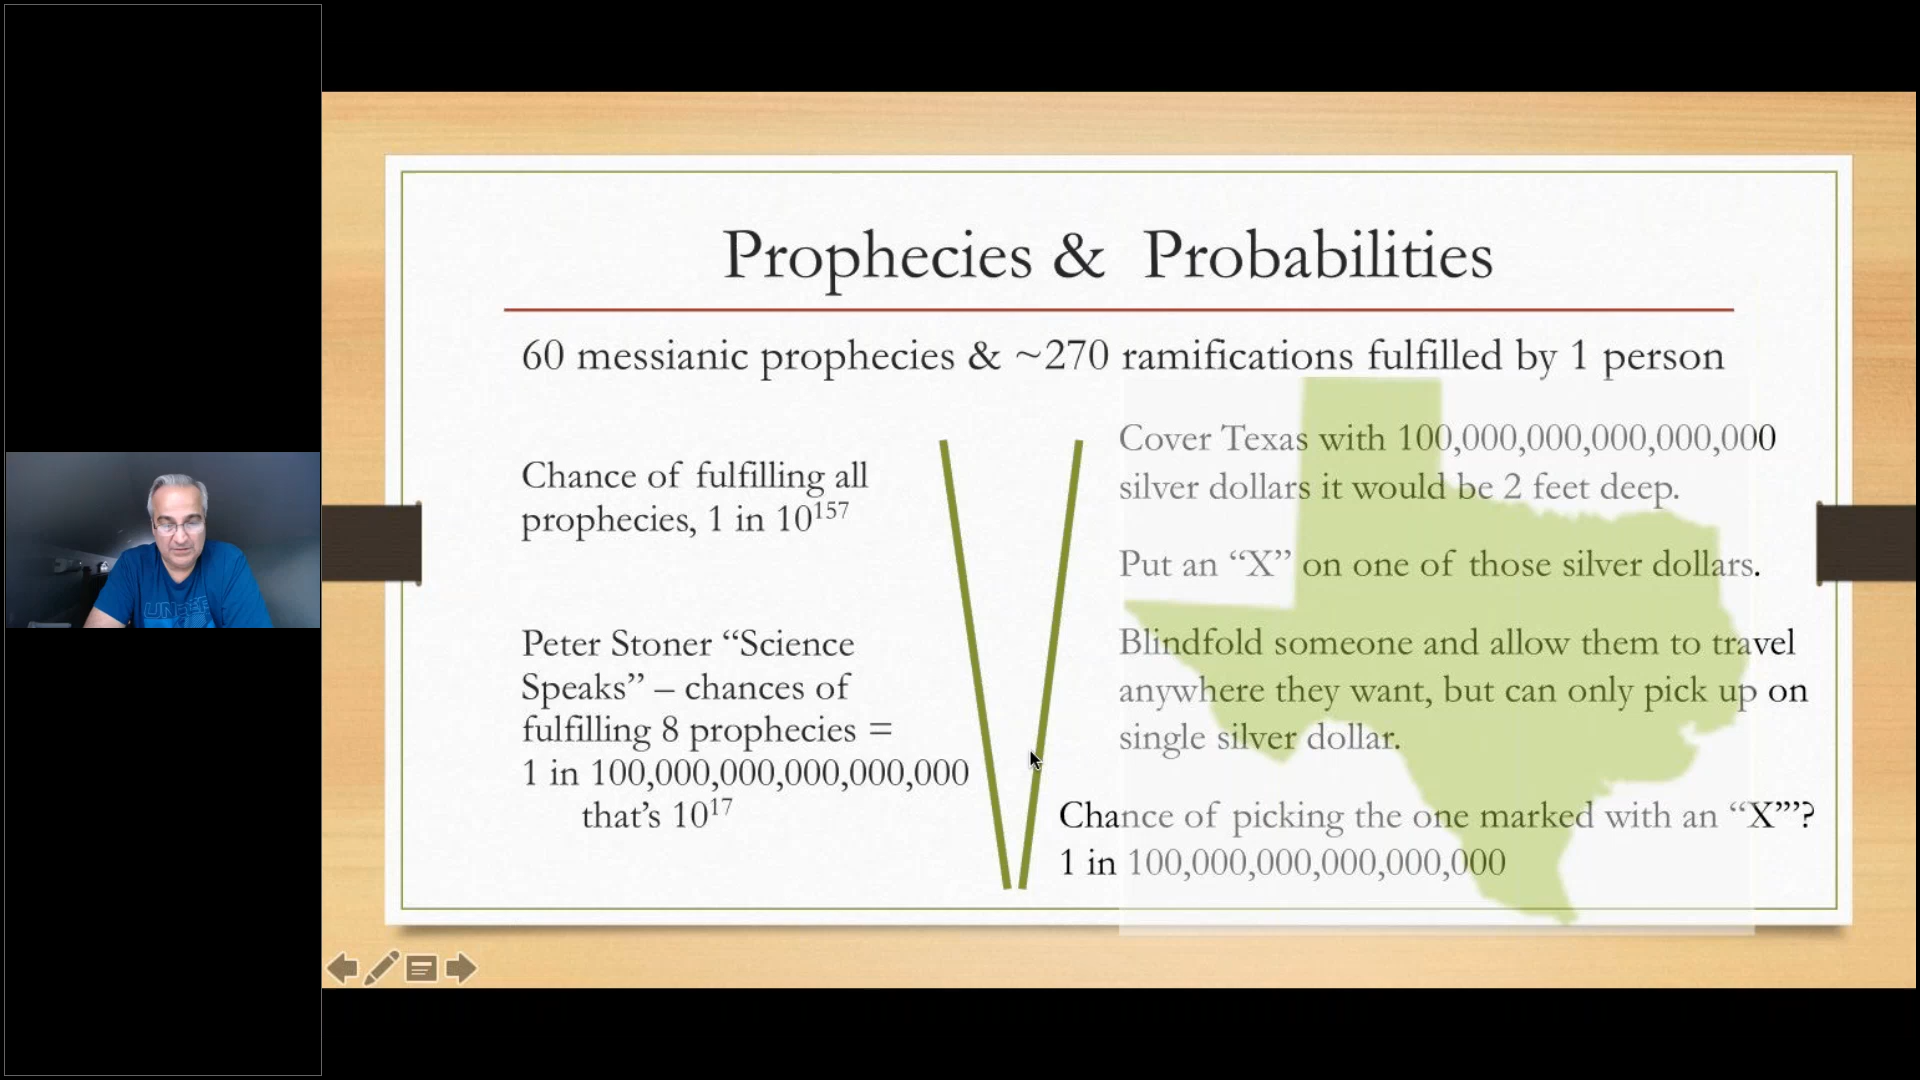 Prophecies & Probabilities
60 messianic prophecies & ~270 ramifications fulfilled by 1 person
Chance of fulfilling all
prophecies, 1 in 10¹⁵⁷
Peter Stoner “Science
Speaks” – chances of
fulfilling 8 prophecies =
1 in 100,000,000,000,000,000
that’s 10¹⁷
Cover Texas with 100,000,000,000,000,000
silver dollars it would be 2 feet deep.
Put an “X” on one of those silver dollars.
Blindfold someone and allow them to travel
anywhere they want, but can only pick up on
single silver dollar.
Chance of picking the one marked with an “X”’?
1 in 100,000,000,000,000,000
UNDER